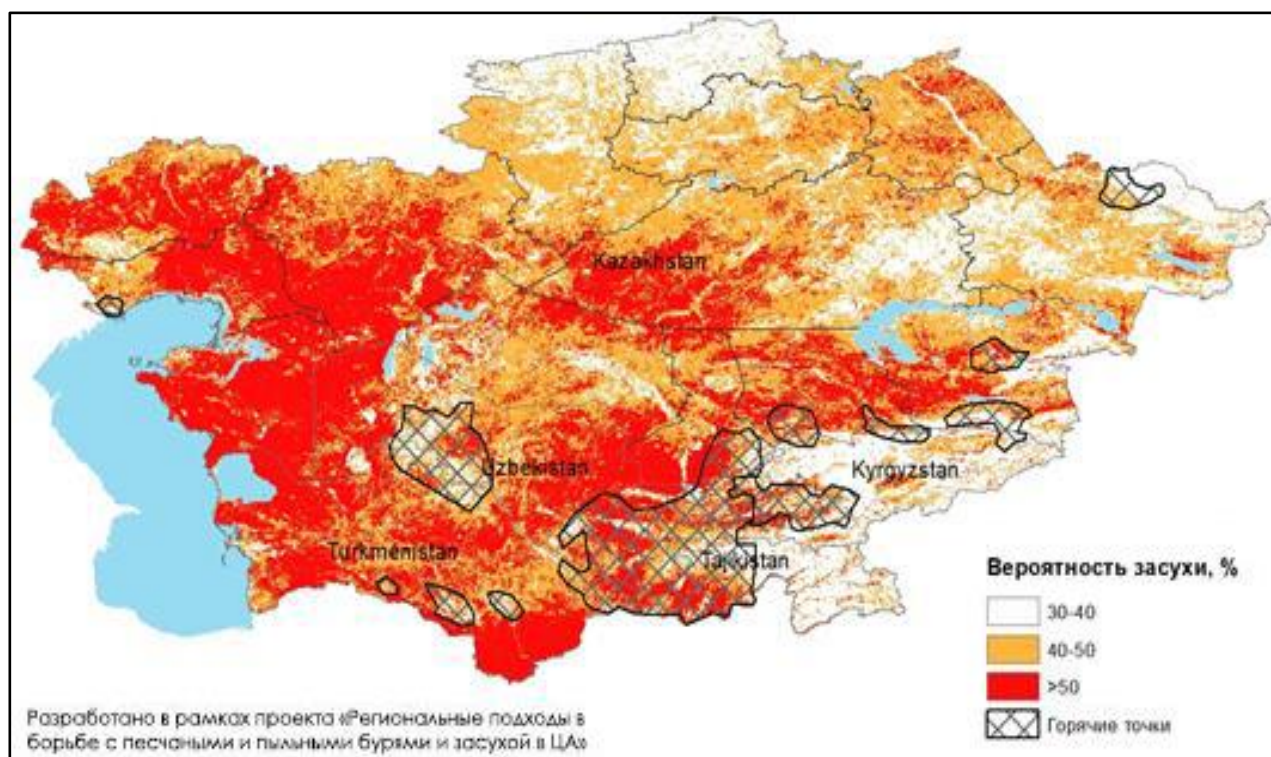 Kazakhstan
Uzbekistan
Kyrgyzstan
Turkmenistan
Tajikistan
Вероятность засухи, %
30-40
40-50
>50
Горячие точки
Разработано в рамках проекта «Региональные подходы в
борьбе с песчаными и пыльными бурями и засухой в ЦА»